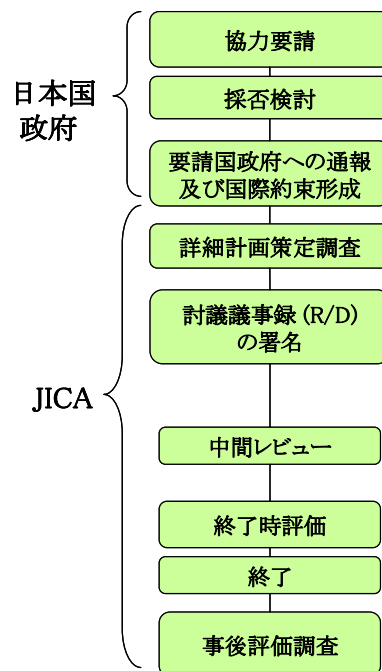 協力要請
日本国
政府
採否検討
要請国政府への通報
及び国際約束形成
詳細計画策定調査
討議議事録 (R/D)
の署名
JICA
中間レビュー
終了時評価
終了
事後評価調査